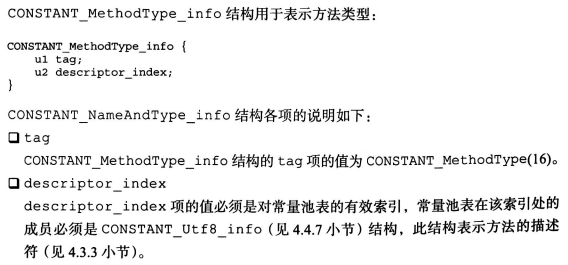 CONSTANT_MethodType_info 结构用于表示方法类型：
CONSTANT_MethodType_info {
    u1 tag;
    u2 descriptor_index;
}
CONSTANT_NameAndType_info 结构各项的说明如下：
❑ tag
CONSTANT_MethodType_info 结构的 tag 项的值为 CONSTANT_MethodType(16)。
❑ descriptor_index
descriptor_index 项的值必须是对常量池表的有效索引，常量池表在该索引处的
成员必须是 CONSTANT_Utf8_info（见 4.4.7 小节）结构，此结构表示方法的描述
符（见 4.3.3 小节）。